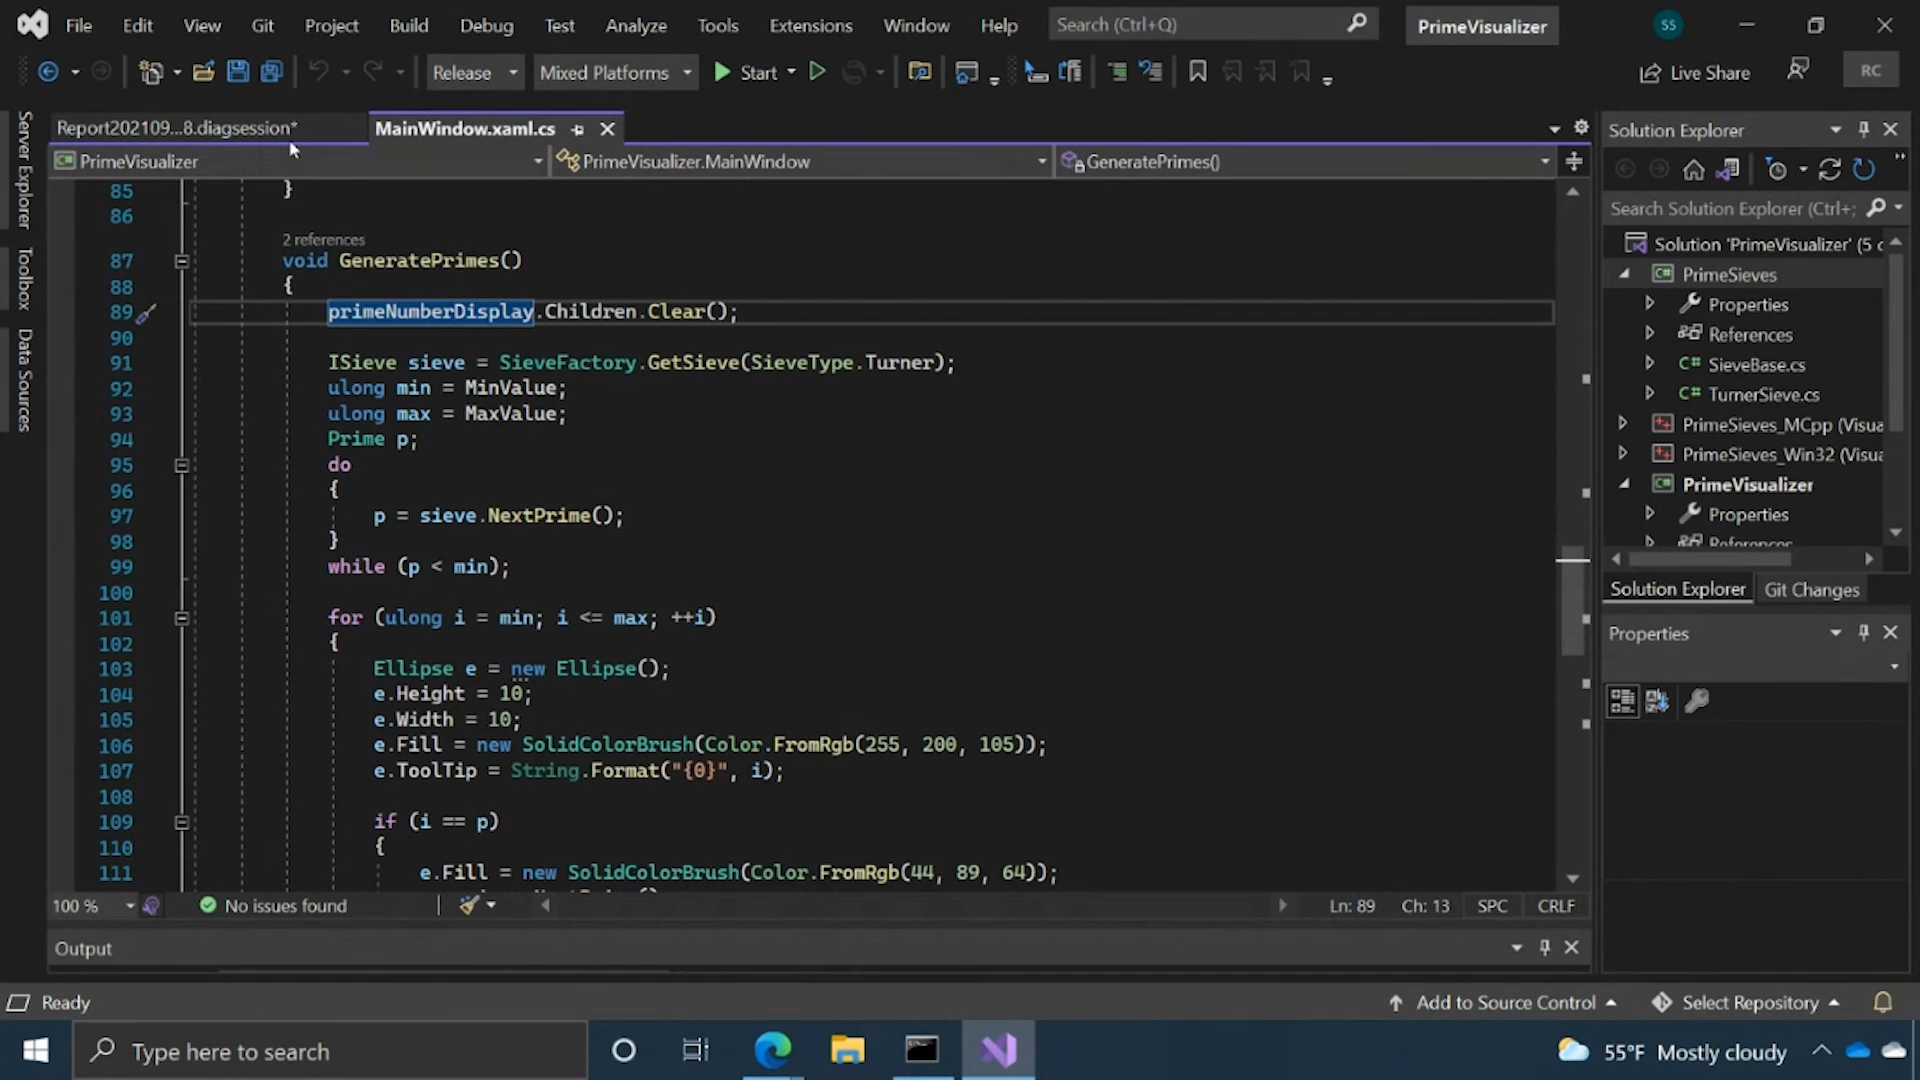 File Edit View Git Project Build Debug Test Analyze Tools Extensions Window Help Search (Ctrl+Q) PrimeVisualizer SS
Release Mixed Platforms Start Live Share RC
Server Explorer
Toolbox
Data Sources
Report202109...8.diagsession* MainWindow.xaml.cs
PrimeVisualizer PrimeVisualizer.MainWindow GeneratePrimes()
85 }
86
2 references
87 void GeneratePrimes()
88 {
89 primeNumberDisplay.Children.Clear();
90
91 ISieve sieve = SieveFactory.GetSieve(SieveType.Turner);
92 ulong min = MinValue;
93 ulong max = MaxValue;
94 Prime p;
95 do
96 {
97 p = sieve.NextPrime();
98 }
99 while (p < min);
100
101 for (ulong i = min; i <= max; ++i)
102 {
103 Ellipse e = new Ellipse();
104 e.Height = 10;
105 e.Width = 10;
106 e.Fill = new SolidColorBrush(Color.FromRgb(255, 200, 105));
107 e.ToolTip = String.Format("{0}", i);
108
109 if (i == p)
110 {
111 e.Fill = new SolidColorBrush(Color.FromRgb(44, 89, 64));
100 % No issues found Ln: 89 Ch: 13 SPC CRLF
Output
Solution Explorer
Search Solution Explorer (Ctrl+;
Solution 'PrimeVisualizer' (5 c
PrimeSieves
Properties
References
SieveBase.cs
TurnerSieve.cs
PrimeSieves_MCpp (Visua
PrimeSieves_Win32 (Visua
PrimeVisualizer
Properties
References
Solution Explorer Git Changes
Properties
Ready Add to Source Control Select Repository
Type here to search 55°F Mostly cloudy